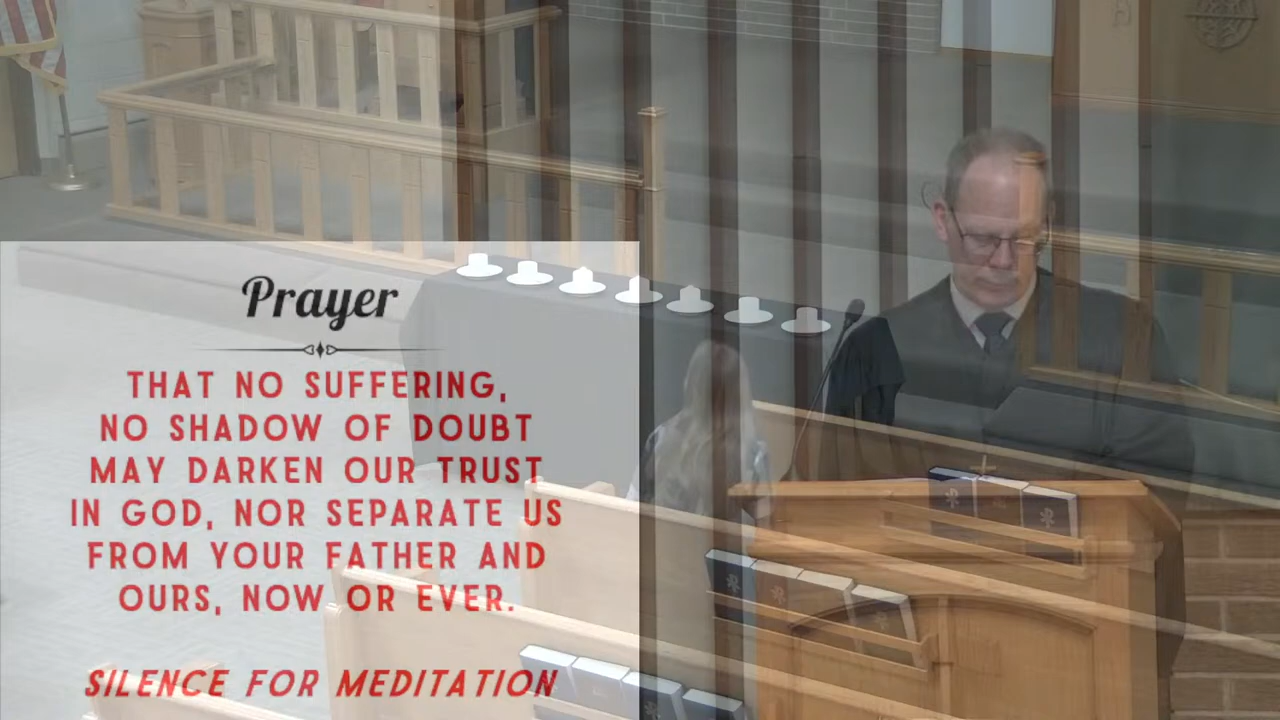 Prayer
THAT NO SUFFERING,
NO SHADOW OF DOUBT
MAY DARKEN OUR TRUST
IN GOD, NOR SEPARATE US
FROM YOUR FATHER AND
OURS, NOW OR EVER.
SILENCE FOR MEDITATION